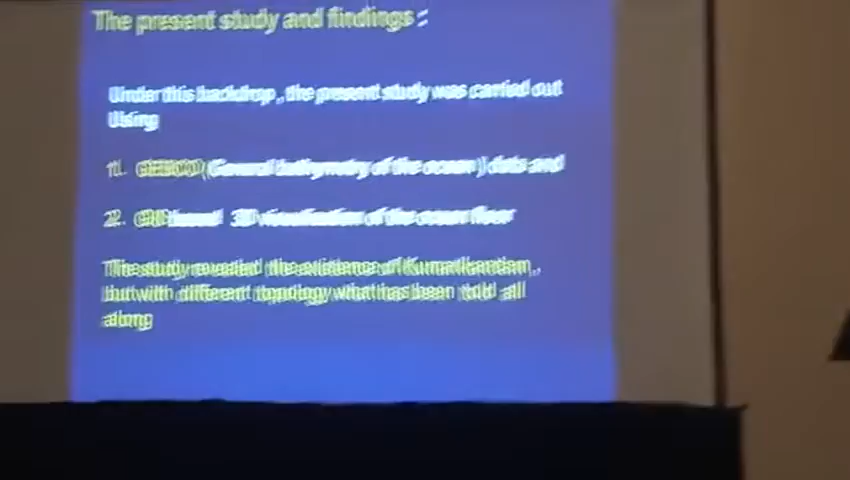 The present study and findings :
Under this backdrop, the present study was carried out
Using
1. GEBCO (General bathymetry of the ocean) data and
2. GIS based 3D visualization of the ocean floor
The study revealed the existence of Kumarikandam,
but with different topology what has been told all
along